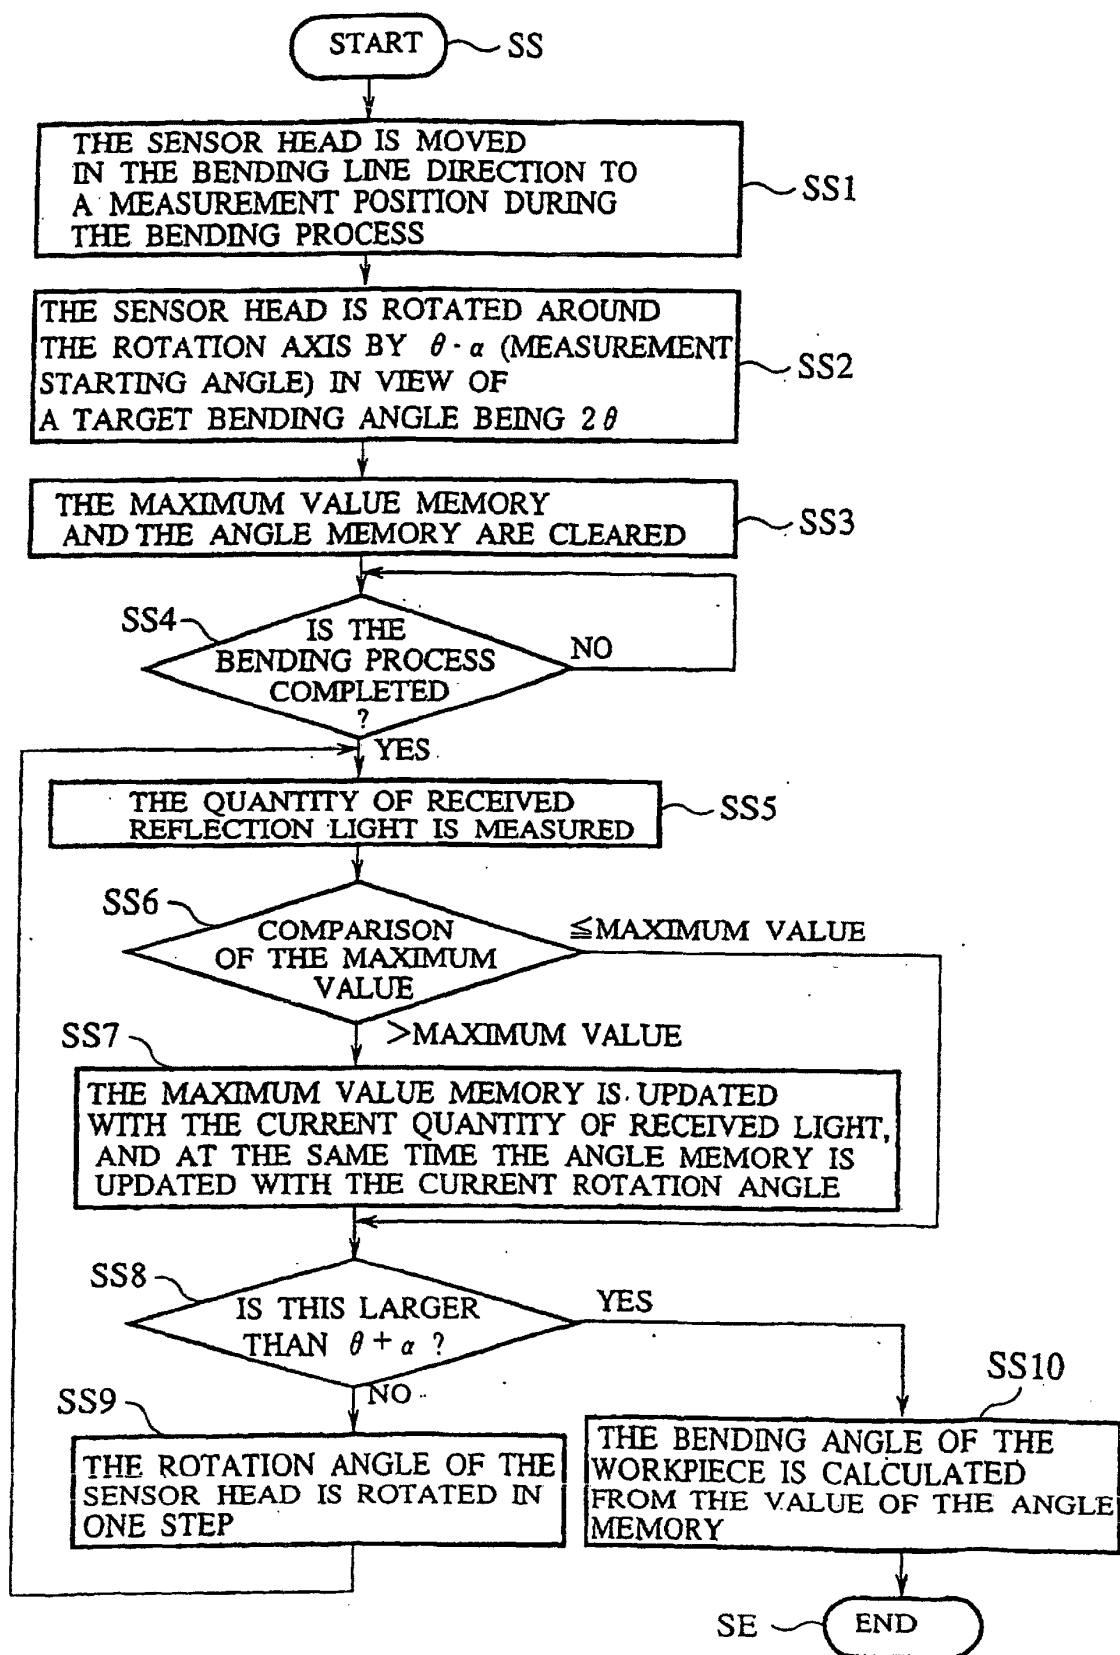 START
SS
THE SENSOR HEAD IS MOVED
IN THE BENDING LINE DIRECTION TO
A MEASUREMENT POSITION DURING
THE BENDING PROCESS
SS1
THE SENSOR HEAD IS ROTATED AROUND
THE ROTATION AXIS BY θ - α (MEASUREMENT
STARTING ANGLE) IN VIEW OF
A TARGET BENDING ANGLE BEING 2θ
SS2
THE MAXIMUM VALUE MEMORY
AND THE ANGLE MEMORY ARE CLEARED
SS3
SS4
IS THE
BENDING PROCESS
COMPLETED
?
NO
YES
THE QUANTITY OF RECEIVED
REFLECTION LIGHT IS MEASURED
SS5
SS6
COMPARISON
OF THE MAXIMUM
VALUE
≦MAXIMUM VALUE
>MAXIMUM VALUE
SS7
THE MAXIMUM VALUE MEMORY IS UPDATED
WITH THE CURRENT QUANTITY OF RECEIVED LIGHT,
AND AT THE SAME TIME THE ANGLE MEMORY IS
UPDATED WITH THE CURRENT ROTATION ANGLE
SS8
IS THIS LARGER
THAN θ + α ?
YES
NO
SS9
THE ROTATION ANGLE OF THE
SENSOR HEAD IS ROTATED IN
ONE STEP
SS10
THE BENDING ANGLE OF THE
WORKPIECE IS CALCULATED
FROM THE VALUE OF THE ANGLE
MEMORY
SE
END